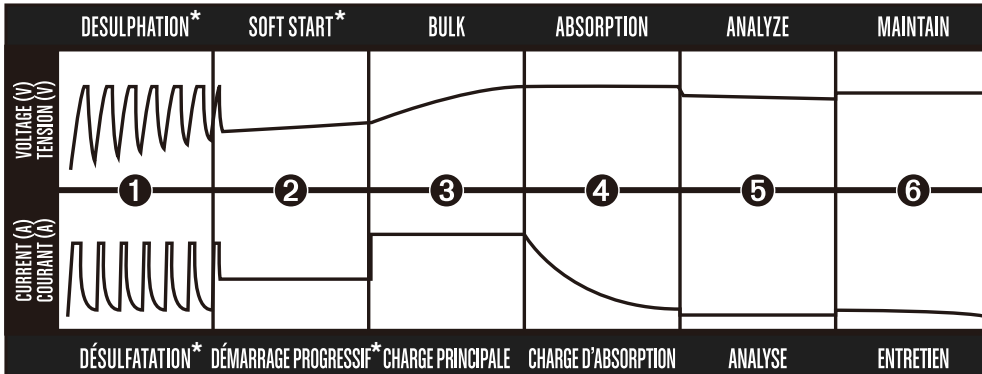 DESULPHATION* SOFT START* BULK ABSORPTION ANALYZE MAINTAIN
VOLTAGE (V)
TENSION (V)
1 2 3 4 5 6
CURRENT (A)
COURANT (A)
DÉSULFATATION* DÉMARRAGE PROGRESSIF* CHARGE PRINCIPALE CHARGE D'ABSORPTION ANALYSE ENTRETIEN